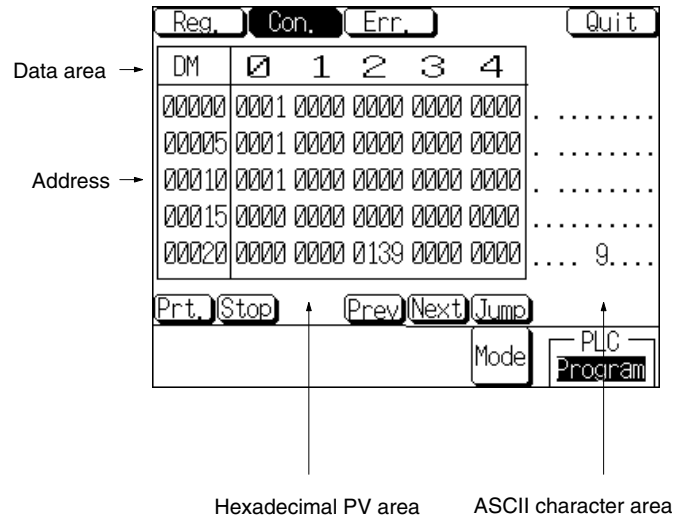 Reg. Con. Err. Quit
Data area DM 0 1 2 3 4
00000 0001 0000 0000 0000 0000 . ........
00005 0001 0000 0000 0000 0000 . ........
Address 00010 0001 0000 0000 0000 0000 . ........
00015 0000 0000 0000 0000 0000 ..........
00020 0000 0000 0139 0000 0000 .... 9....
Prt. Stop Prev Next Jump
Mode PLC
Program
Hexadecimal PV area ASCII character area